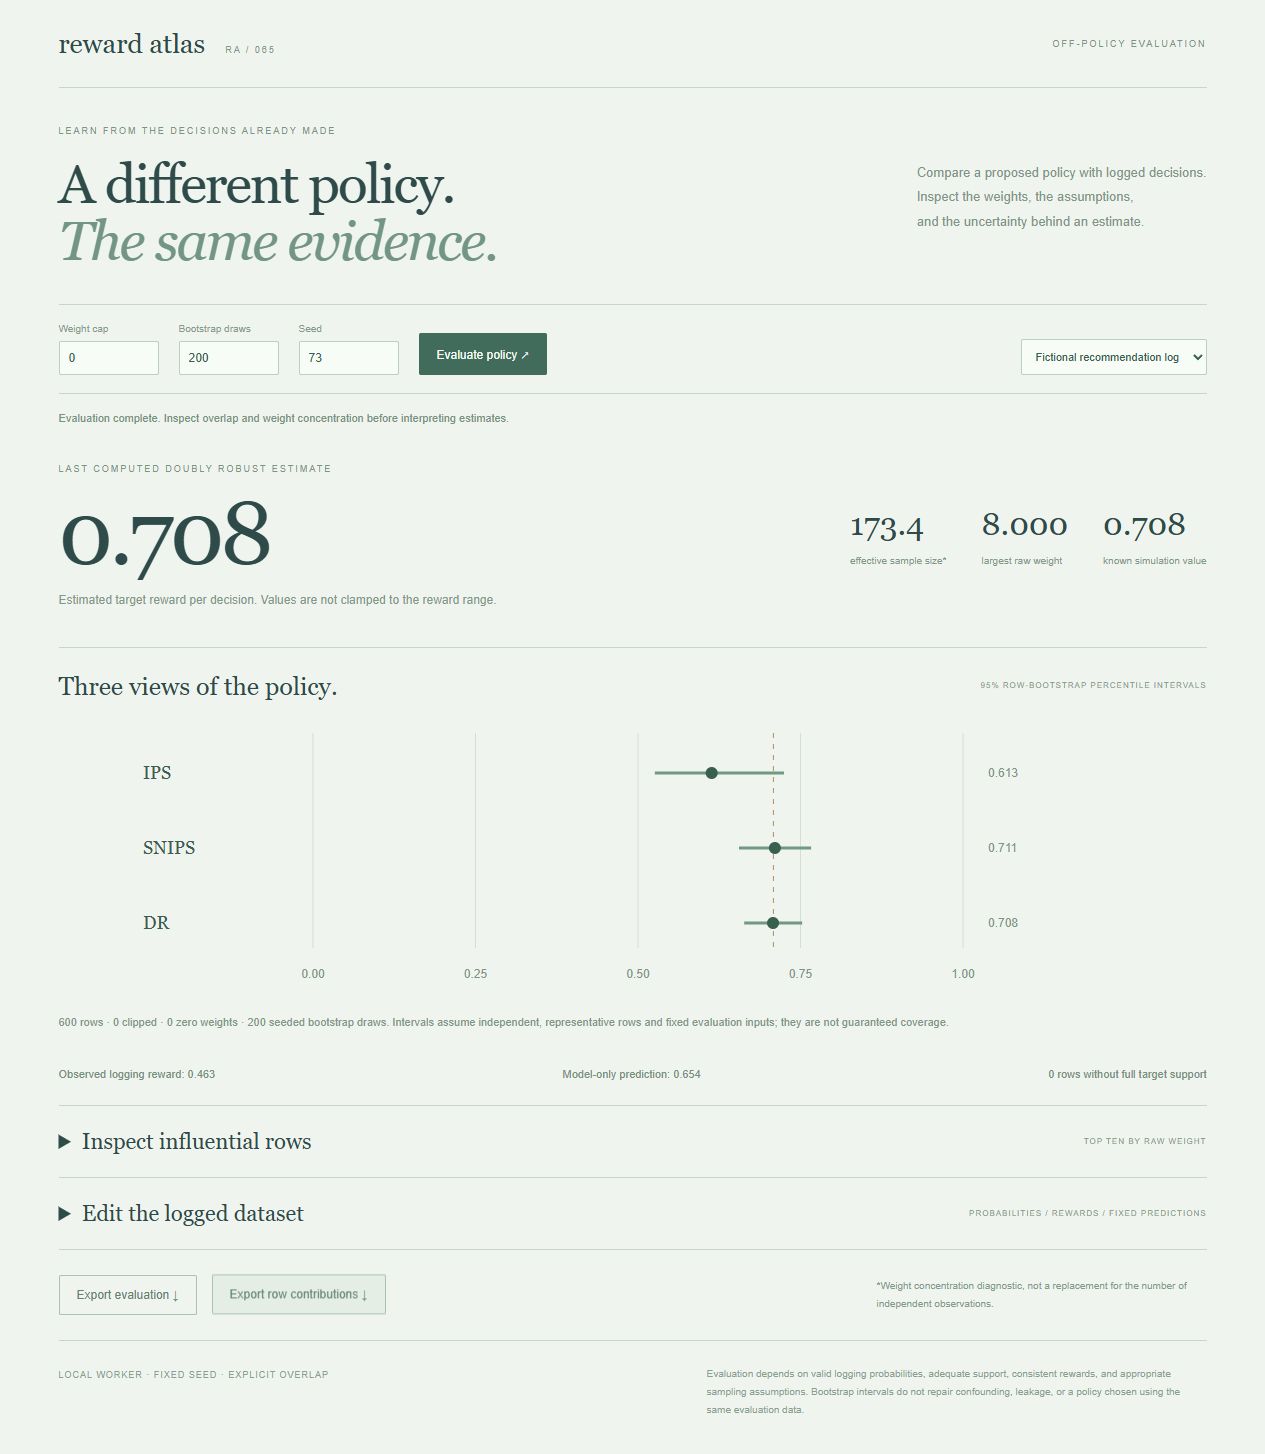 reward atlas
RA / 065
OFF-POLICY EVALUATION
LEARN FROM THE DECISIONS ALREADY MADE
A different policy.
The same evidence.
Compare a proposed policy with logged decisions.
Inspect the weights, the assumptions,
and the uncertainty behind an estimate.
Weight cap
Bootstrap draws
Seed
0
200
73
Evaluate policy ↗
Fictional recommendation log
Evaluation complete. Inspect overlap and weight concentration before interpreting estimates.
LAST COMPUTED DOUBLY ROBUST ESTIMATE
0.708
Estimated target reward per decision. Values are not clamped to the reward range.
173.4
effective sample size*
8.000
largest raw weight
0.708
known simulation value
Three views of the policy.
95% ROW-BOOTSTRAP PERCENTILE INTERVALS
IPS
0.613
SNIPS
0.711
DR
0.708
0.00
0.25
0.50
0.75
1.00
600 rows · 0 clipped · 0 zero weights · 200 seeded bootstrap draws. Intervals assume independent, representative rows and fixed evaluation inputs; they are not guaranteed coverage.
Observed logging reward: 0.463
Model-only prediction: 0.654
0 rows without full target support
▶ Inspect influential rows
TOP TEN BY RAW WEIGHT
▶ Edit the logged dataset
PROBABILITIES / REWARDS / FIXED PREDICTIONS
Export evaluation ↓
Export row contributions ↓
*Weight concentration diagnostic, not a replacement for the number of
independent observations.
LOCAL WORKER · FIXED SEED · EXPLICIT OVERLAP
Evaluation depends on valid logging probabilities, adequate support, consistent rewards, and appropriate
sampling assumptions. Bootstrap intervals do not repair confounding, leakage, or a policy chosen using the
same evaluation data.